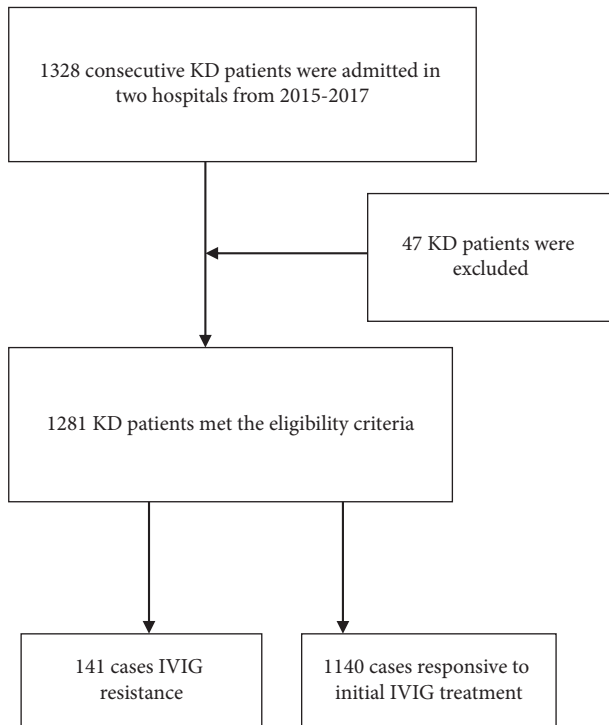 1328 consecutive KD patients were admitted in
two hospitals from 2015-2017
47 KD patients were
excluded
1281 KD patients met the eligibility criteria
141 cases IVIG
resistance
1140 cases responsive to
initial IVIG treatment